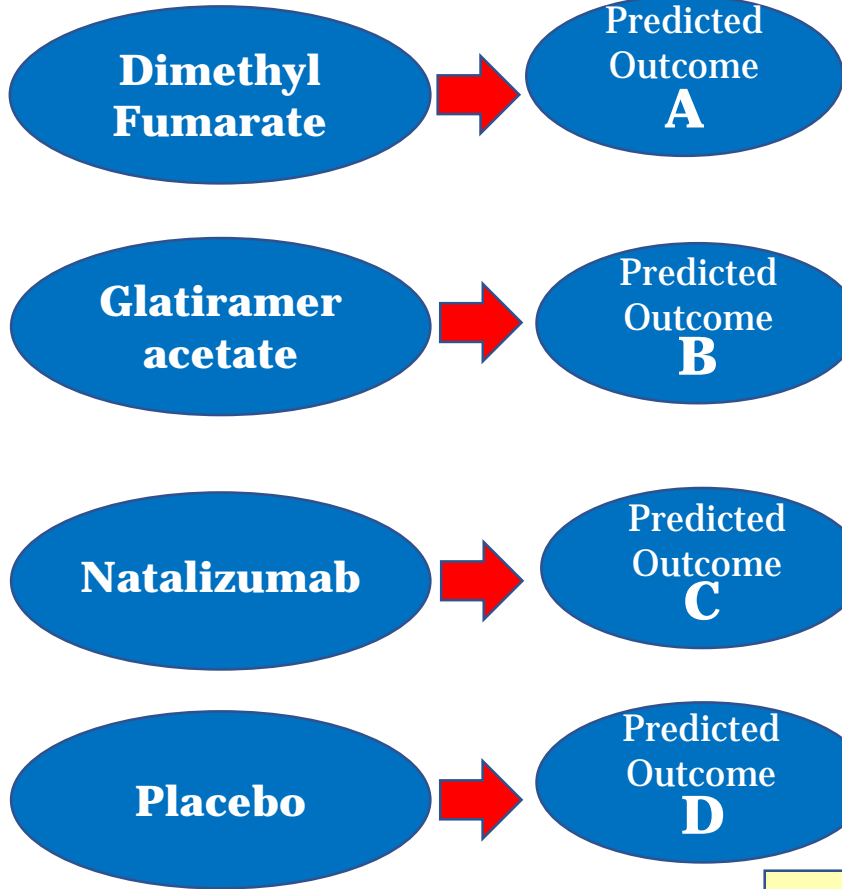 Dimethyl
Fumarate
Predicted
Outcome
A
Glatiramer
acetate
Predicted
Outcome
B
Natalizumab
Predicted
Outcome
C
Placebo
Predicted
Outcome
D